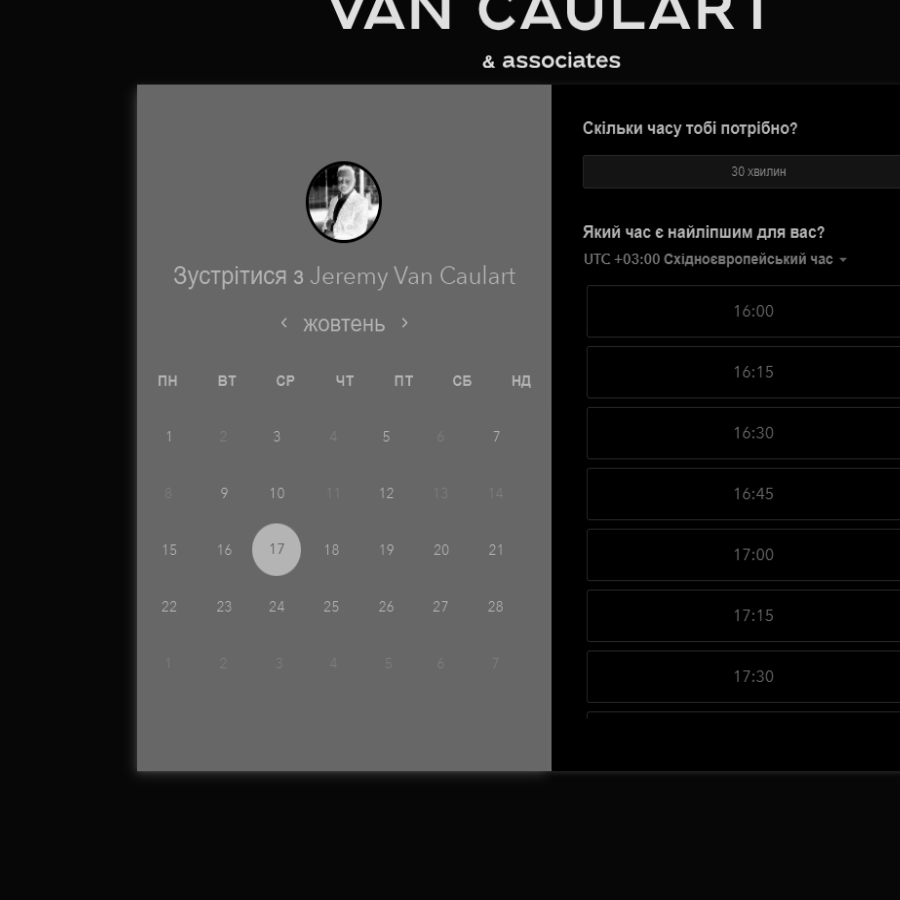 VAN CAULART
& associates
Зустрітися з Jeremy Van Caulart
жовтень
ПН ВТ СР ЧТ ПТ СБ НД
1 2 3 4 5 6 7
8 9 10 11 12 13 14
15 16 17 18 19 20 21
22 23 24 25 26 27 28
1 2 3 4 5 6 7
Скільки часу тобі потрібно?
30 хвилин
Який час є найліпшим для вас?
UTC +03:00 Східноєвропейський час
16:00
16:15
16:30
16:45
17:00
17:15
17:30